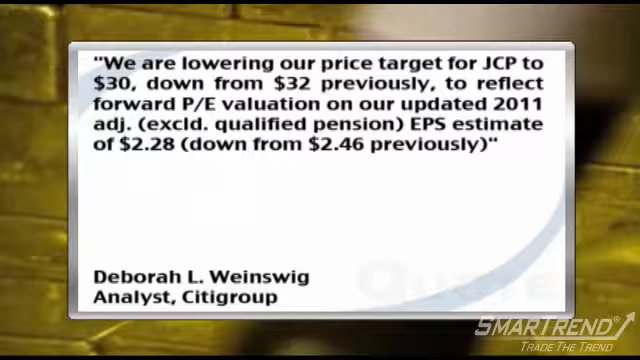 "We are lowering our price target for JCP to
$30, down from $32 previously, to reflect
forward P/E valuation on our updated 2011
adj. (excld. qualified pension) EPS estimate
of $2.28 (down from $2.46 previously)"
Quote
Deborah L. Weinswig
Analyst, Citigroup
SMARTREND®
TRADE THE TREND